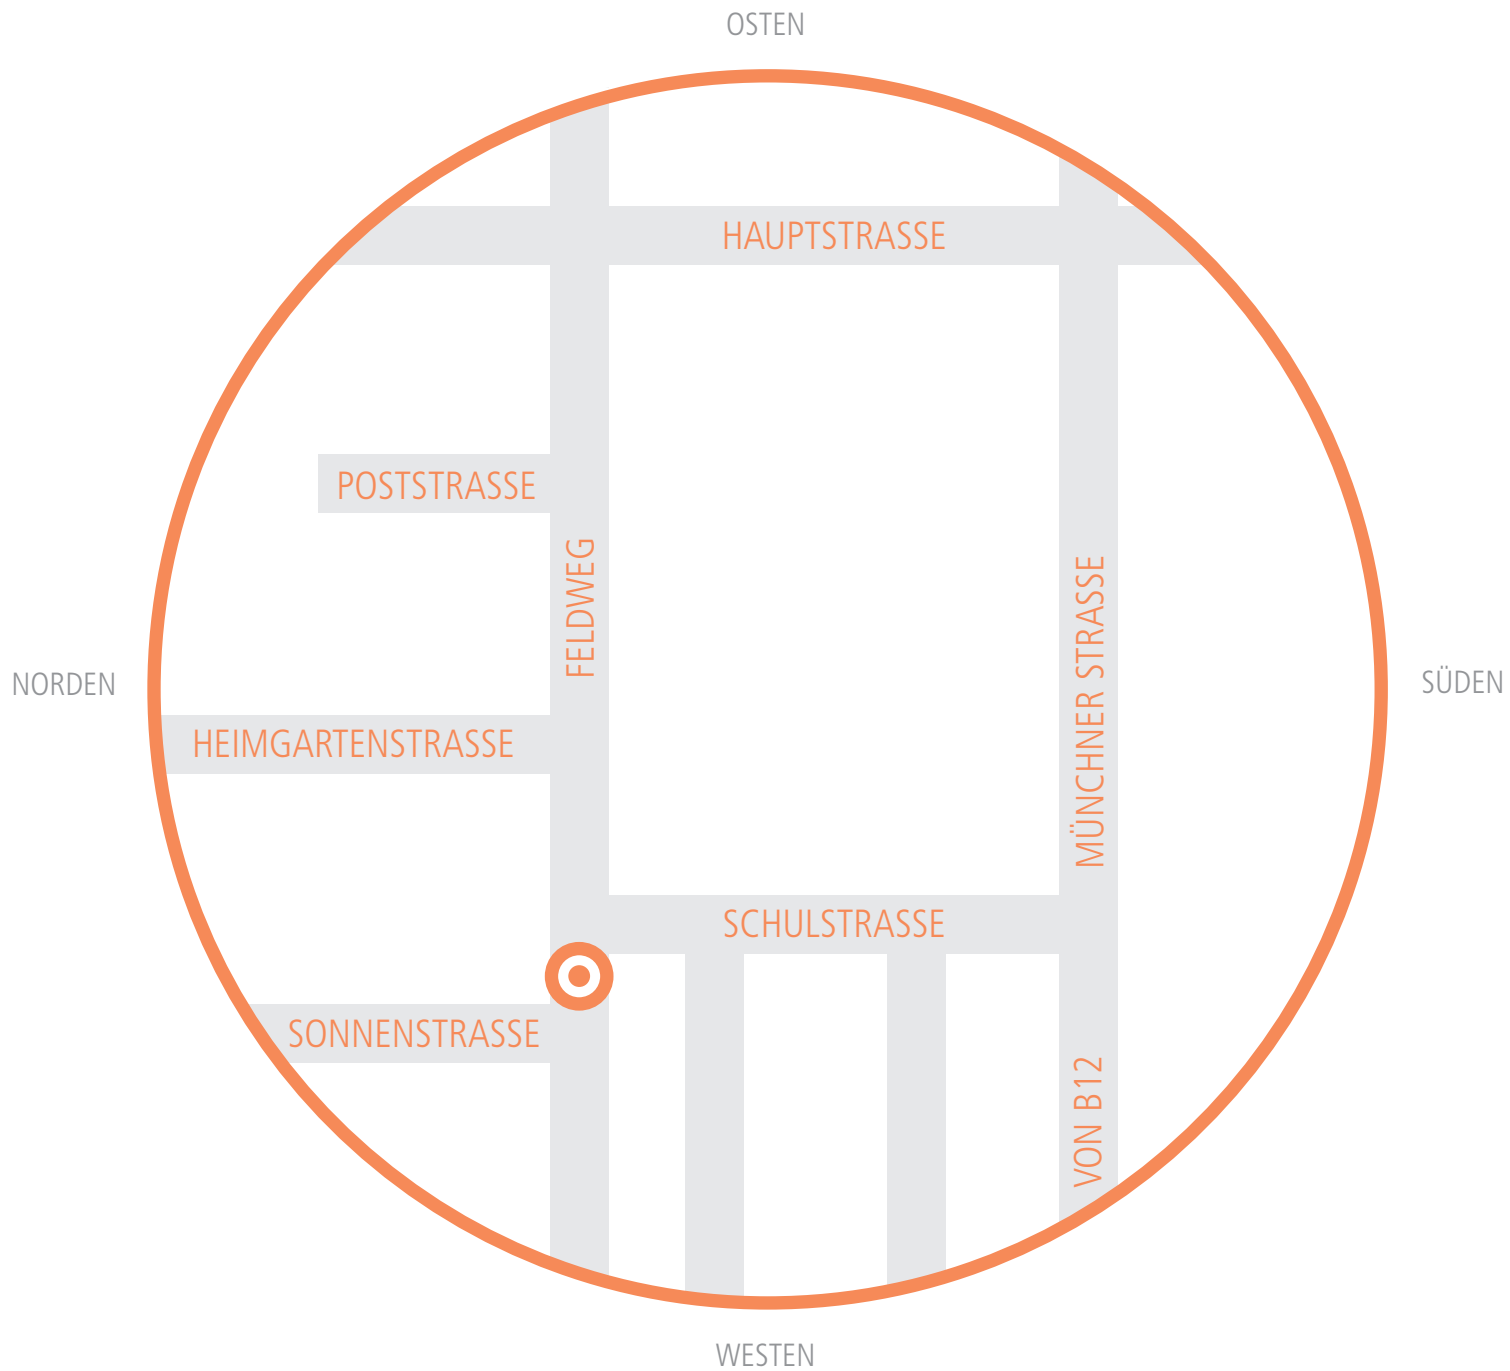 OSTEN
HAUPTSTRASSE
POSTSTRASSE
FELDWEG
MÜNCHNER STRASSE
NORDEN
SÜDEN
HEIMGARTENSTRASSE
SCHULSTRASSE
SONNENSTRASSE
VON B12
WESTEN